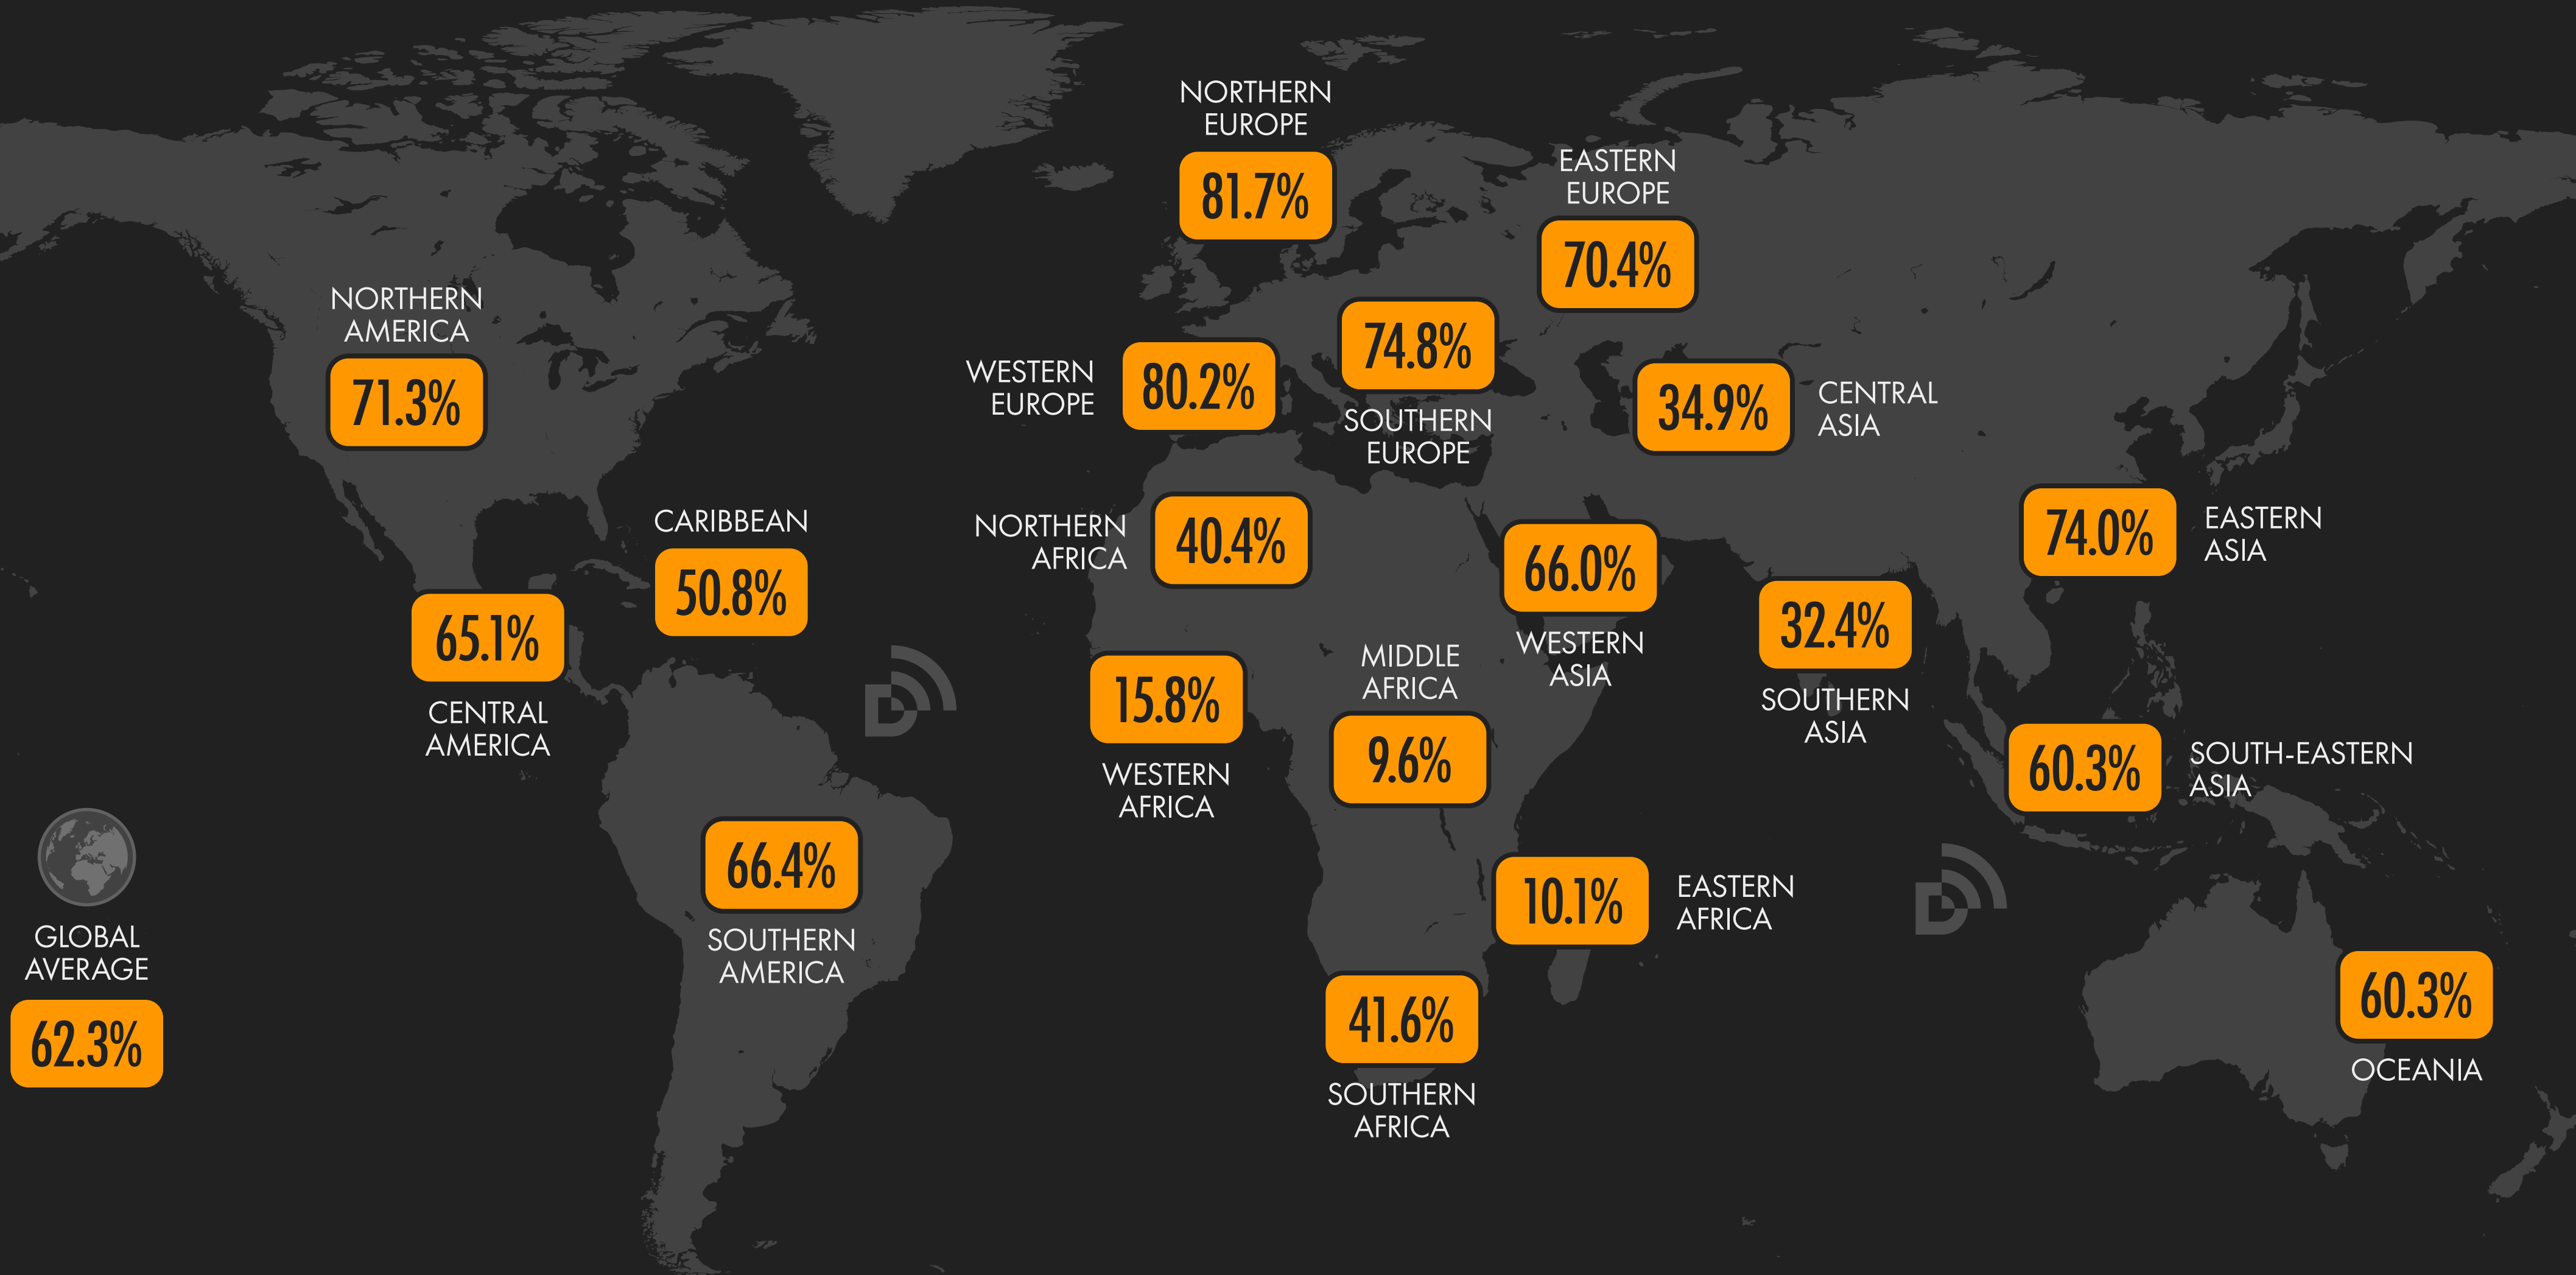 NORTHERN
EUROPE
81.7%
EASTERN
EUROPE
70.4%
NORTHERN
AMERICA
71.3%
WESTERN
EUROPE
80.2%
74.8%
SOUTHERN
EUROPE
34.9%
CENTRAL
ASIA
CARIBBEAN
50.8%
NORTHERN
AFRICA
40.4%
66.0%
WESTERN
ASIA
74.0%
EASTERN
ASIA
65.1%
CENTRAL
AMERICA
15.8%
WESTERN
AFRICA
MIDDLE
AFRICA
9.6%
32.4%
SOUTHERN
ASIA
60.3%
SOUTH-EASTERN
ASIA
66.4%
SOUTHERN
AMERICA
10.1%
EASTERN
AFRICA
GLOBAL
AVERAGE
62.3%
41.6%
SOUTHERN
AFRICA
60.3%
OCEANIA